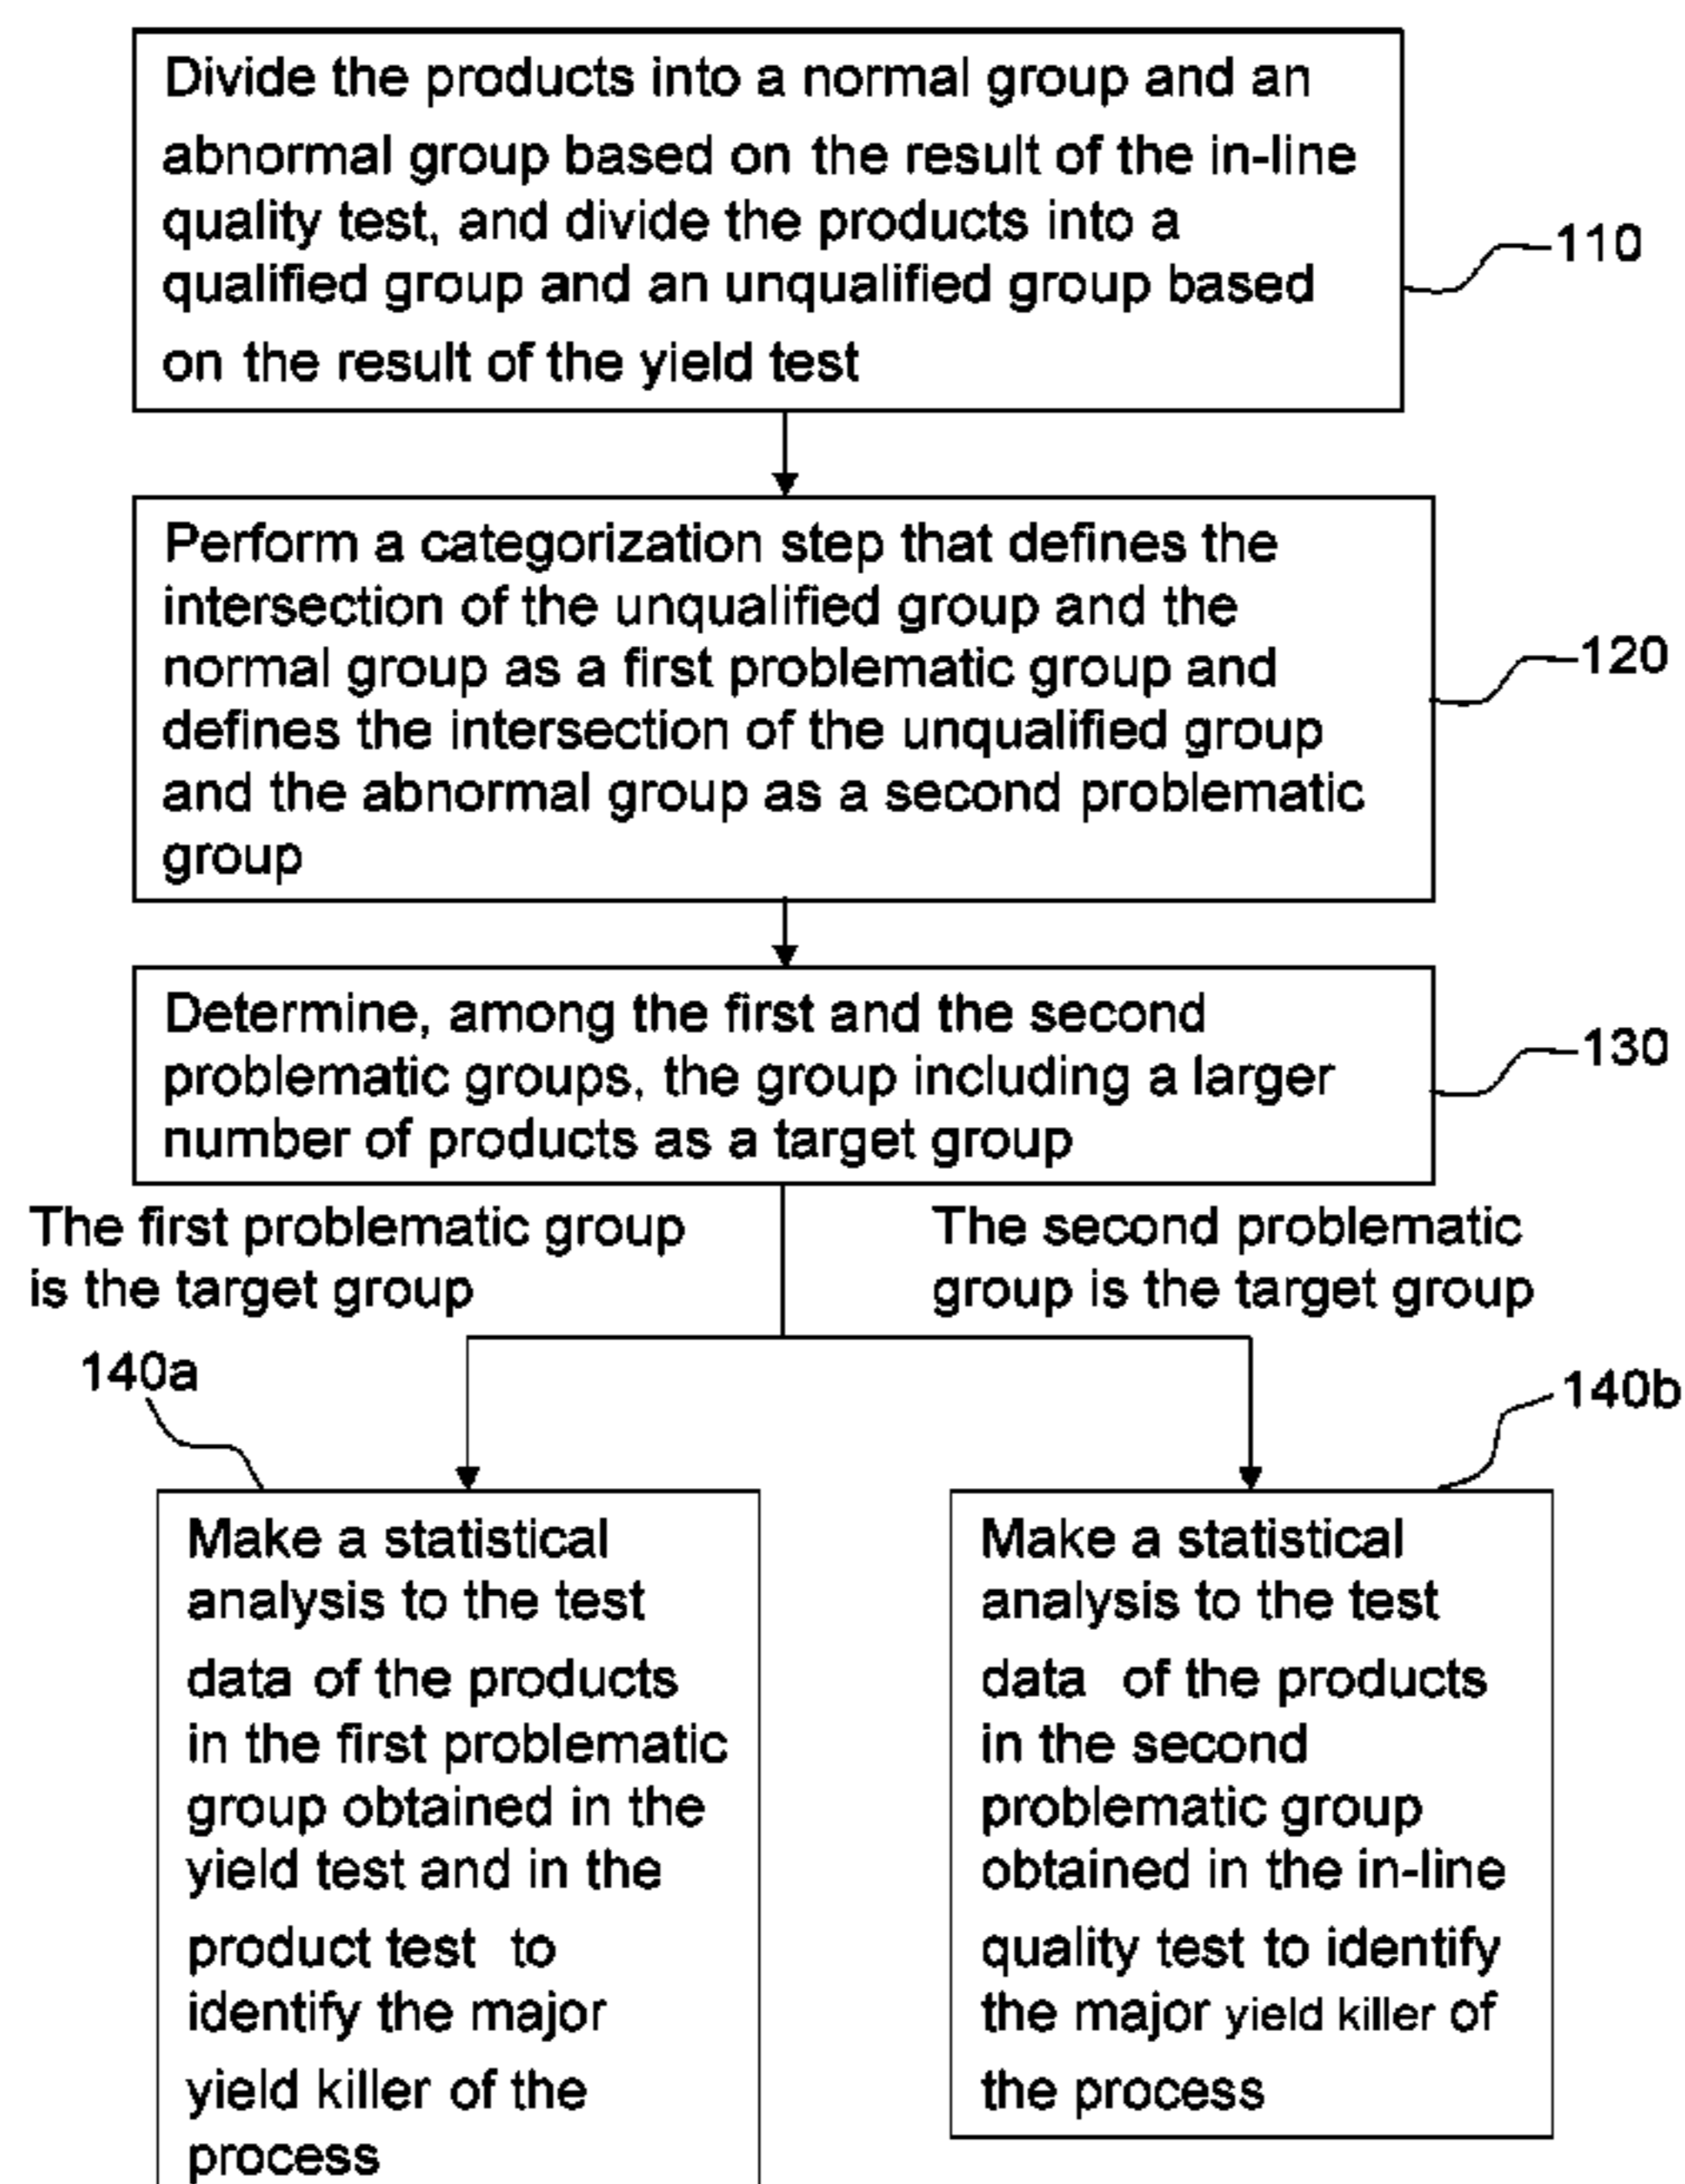 Divide the products into a normal group and an
abnormal group based on the result of the in-line
quality test, and divide the products into a
qualified group and an unqualified group based
on the result of the yield test
110
Perform a categorization step that defines the
intersection of the unqualified group and the
normal group as a first problematic group and
defines the intersection of the unqualified group
and the abnormal group as a second problematic
group
120
Determine, among the first and the second
problematic groups, the group including a larger
number of products as a target group
130
The first problematic group
is the target group
The second problematic
group is the target group
140a
140b
Make a statistical
analysis to the test
data of the products
in the first problematic
group obtained in the
yield test and in the
product test to
identify the major
yield killer of the
process
Make a statistical
analysis to the test
data of the products
in the second
problematic group
obtained in the in-line
quality test to identify
the major yield killer of
the process